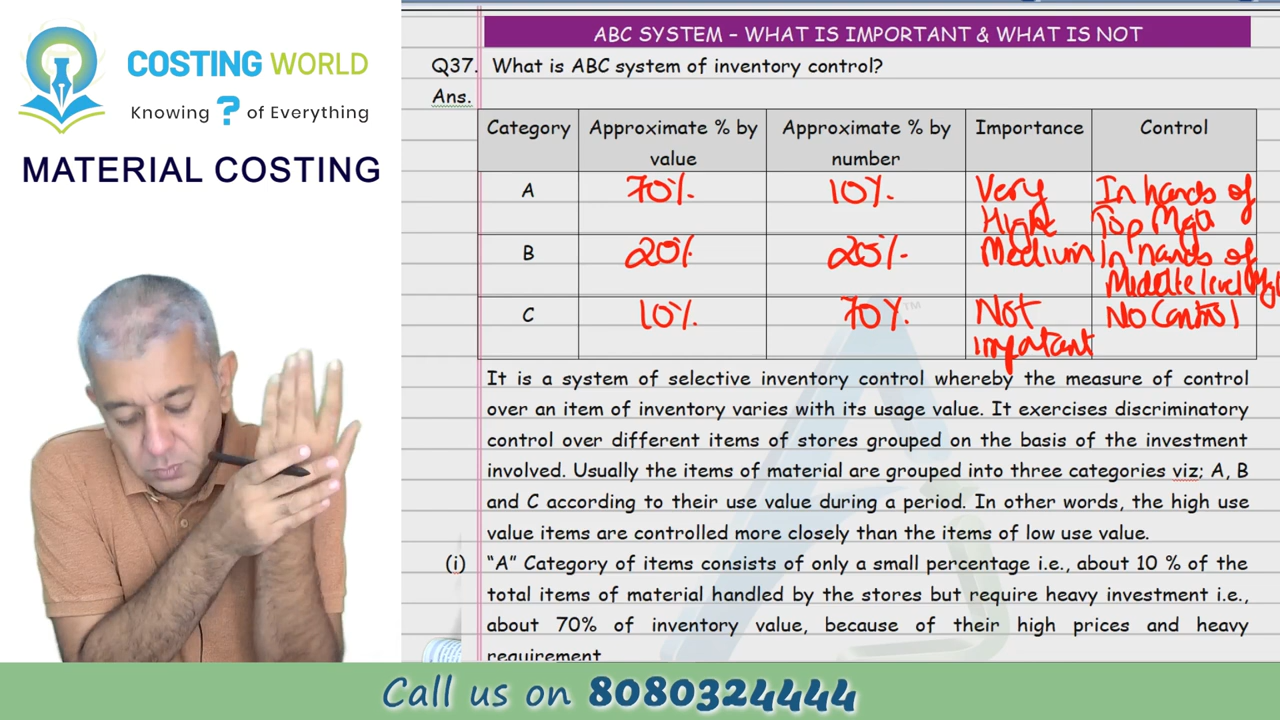 COSTING WORLD
Knowing ? of Everything
MATERIAL COSTING
ABC SYSTEM – WHAT IS IMPORTANT & WHAT IS NOT
Q37. What is ABC system of inventory control?
Ans.
Category Approximate % by value Approximate % by number Importance Control
A 70% 10% Very High In hands of Top Mgt
B 20% 20% Medium In hands of Middle level Mgt
C 10% 70% Not important No Control
It is a system of selective inventory control whereby the measure of control
over an item of inventory varies with its usage value. It exercises discriminatory
control over different items of stores grouped on the basis of the investment
involved. Usually the items of material are grouped into three categories viz; A, B
and C according to their use value during a period. In other words, the high use
value items are controlled more closely than the items of low use value.
(i) “A” Category of items consists of only a small percentage i.e., about 10 % of the
total items of material handled by the stores but require heavy investment i.e.,
about 70% of inventory value, because of their high prices and heavy
requirement
TM
Call us on 8080324444